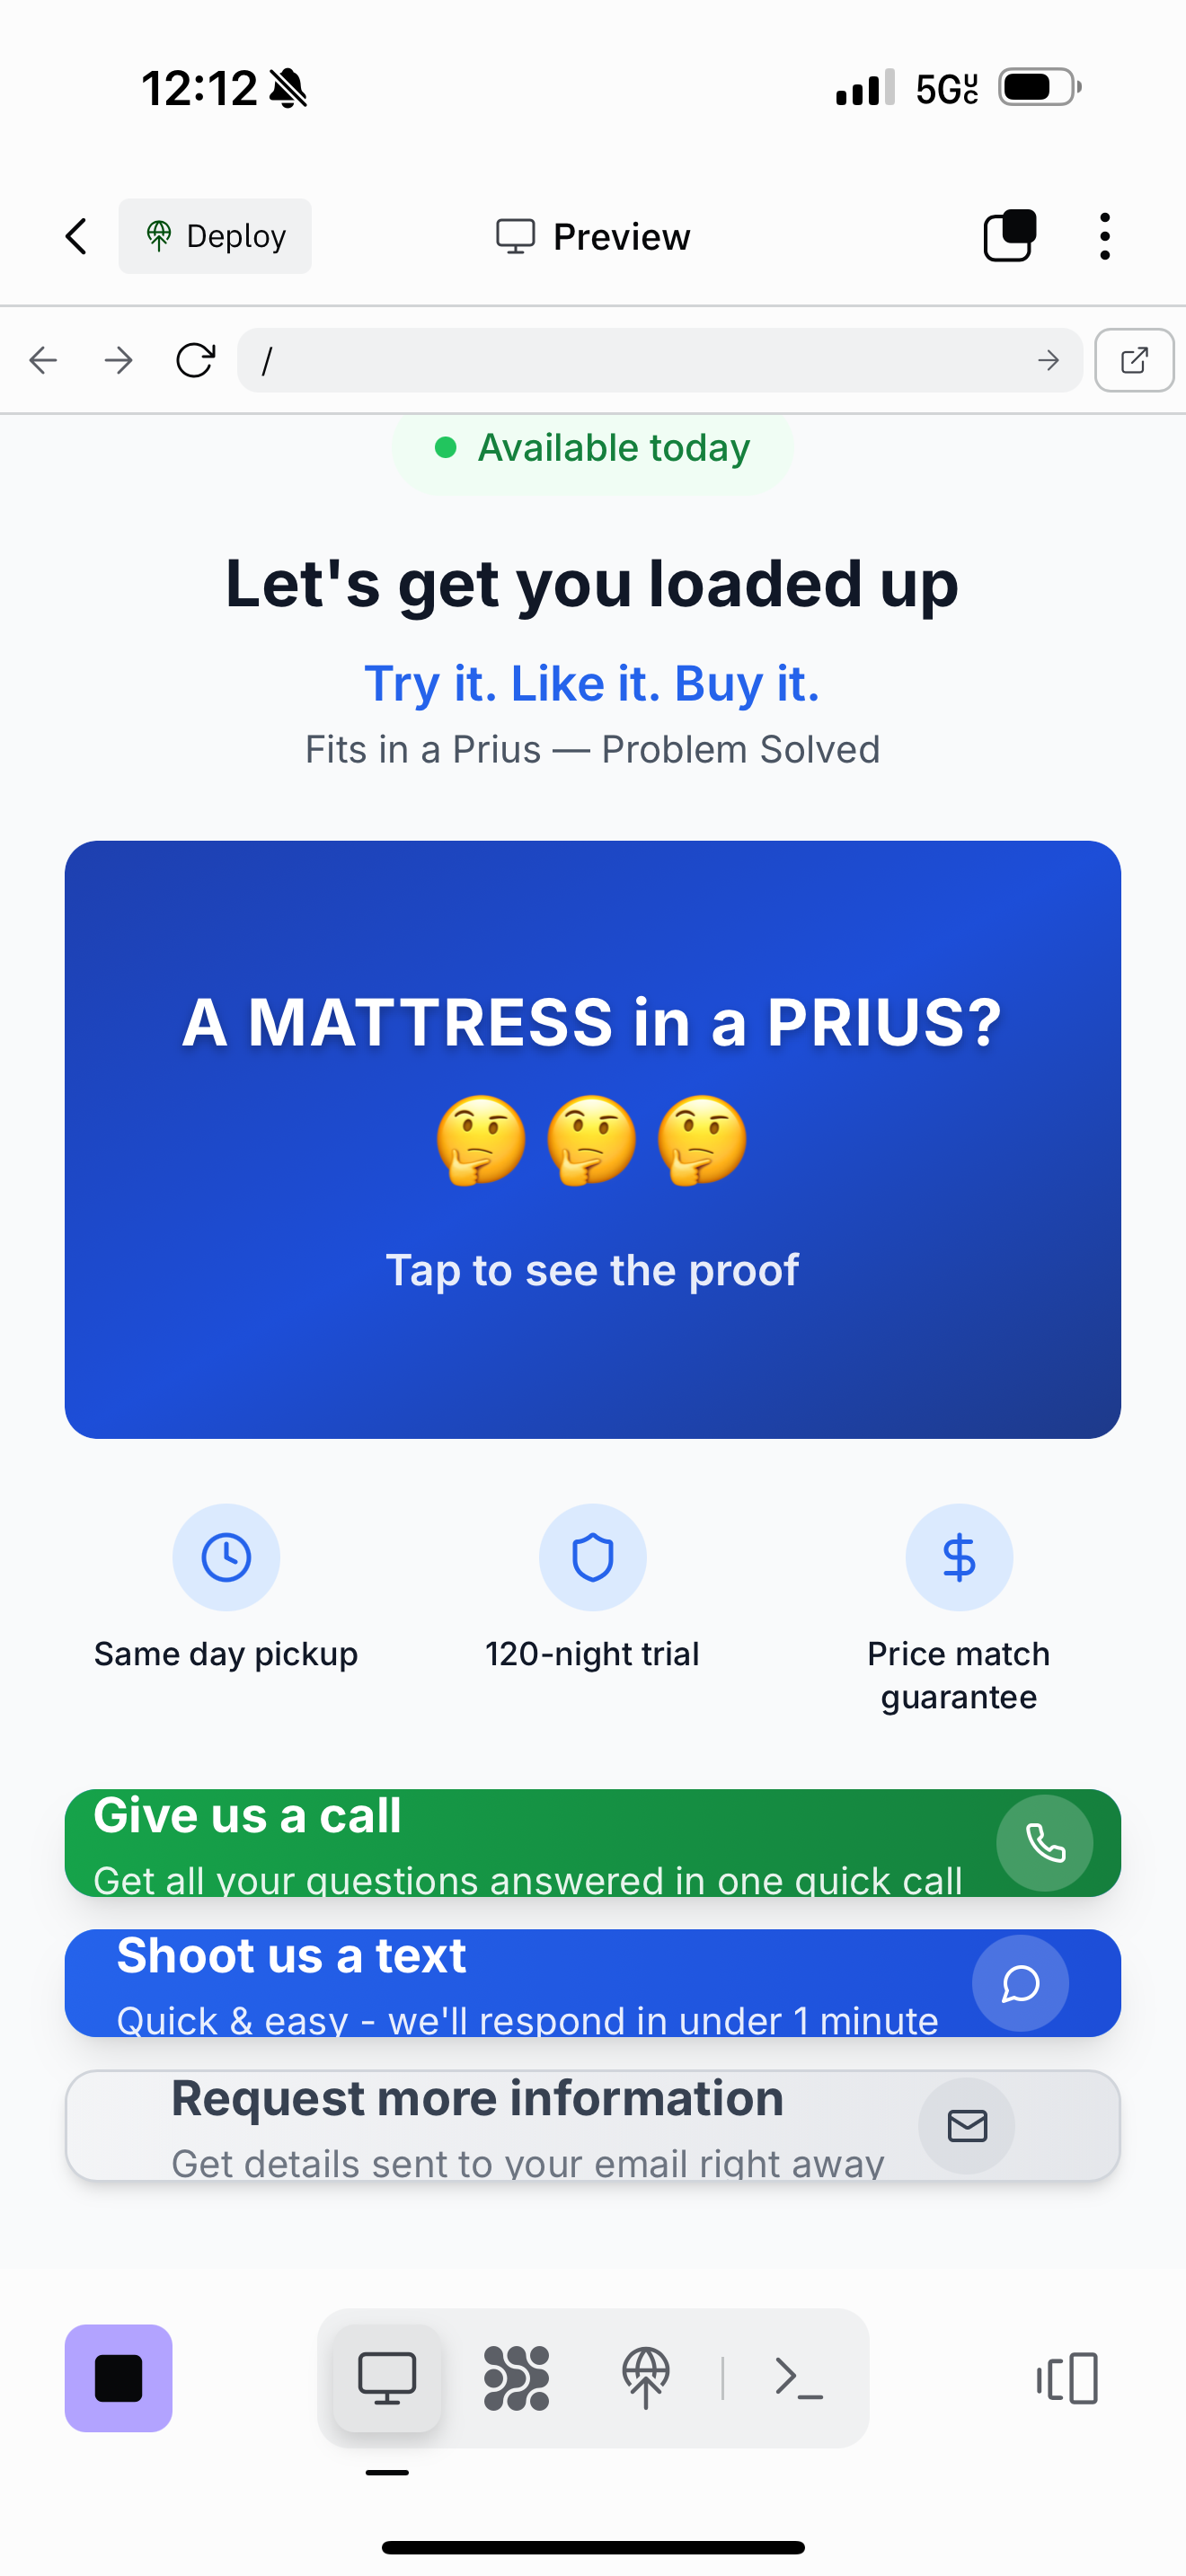 12:12
5GUC
Deploy
Preview
/
Available today
Let's get you loaded up
Try it. Like it. Buy it.
Fits in a Prius — Problem Solved
A MATTRESS in a PRIUS?
🤔🤔🤔
Tap to see the proof
Same day pickup
120-night trial
Price match
guarantee
Give us a call
Get all your questions answered in one quick call
Shoot us a text
Quick & easy - we'll respond in under 1 minute
Request more information
Get details sent to your email right away